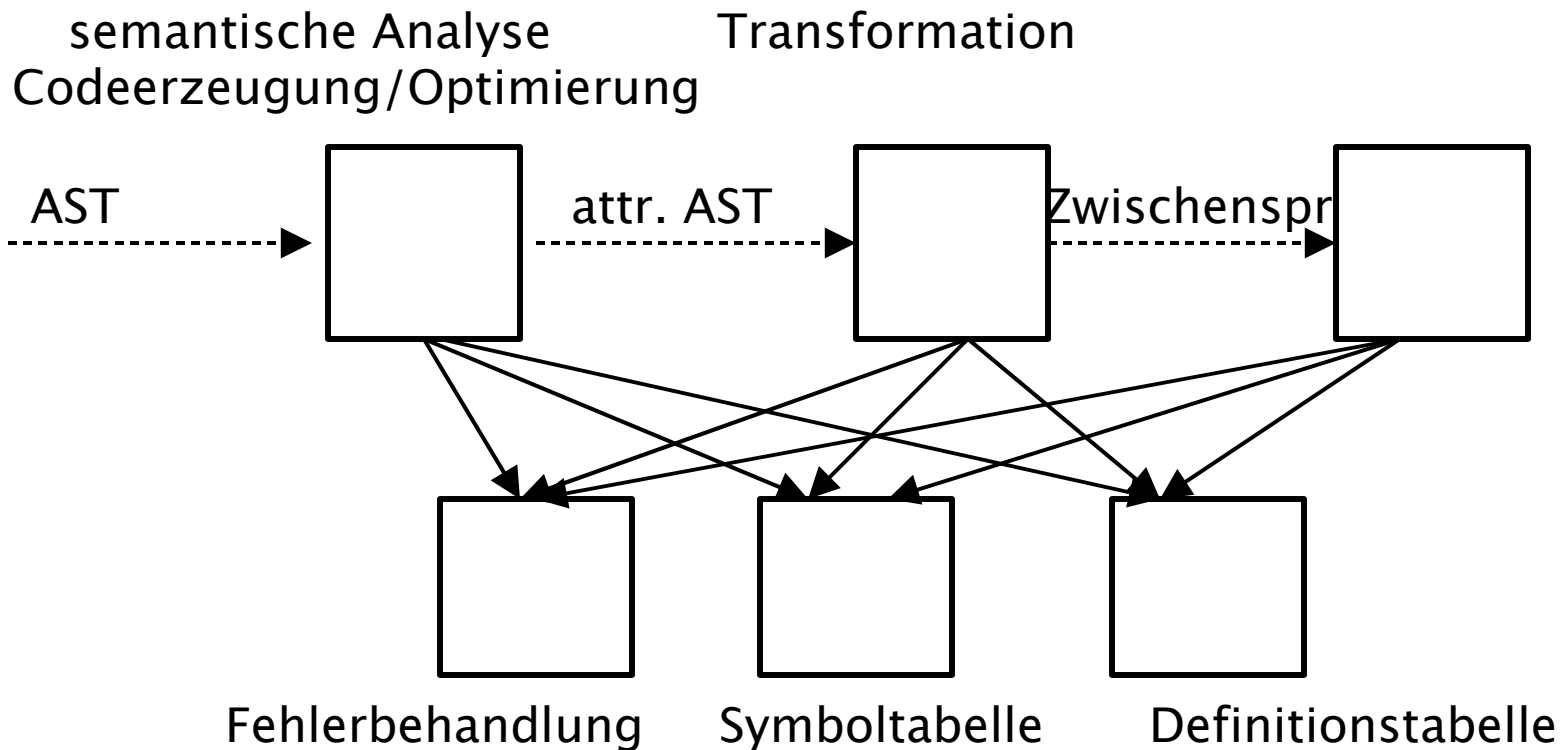 semantische Analyse Transformation
Codeerzeugung/Optimierung
AST attr. AST Zwischenspr
Fehlerbehandlung Symboltabelle Definitionstabelle